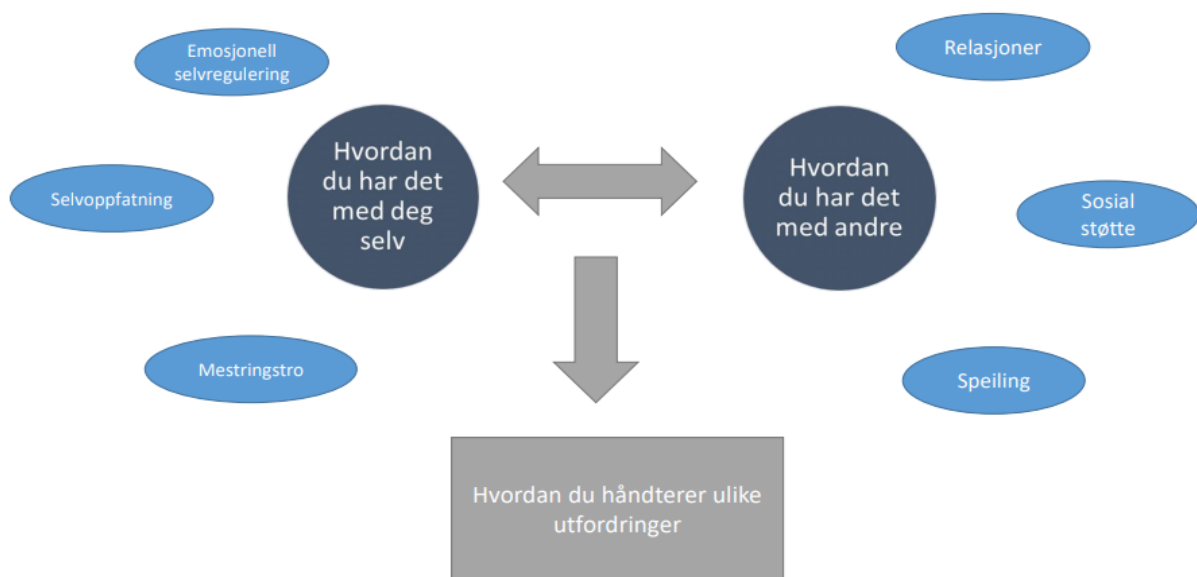 Emosjonell
selvregulering
Relasjoner
Hvordan
du har det
med deg
selv
Hvordan
du har det
med andre
Selvoppfatning
Sosial
støtte
Mestringstro
Speiling
Hvordan du håndterer ulike
utfordringer